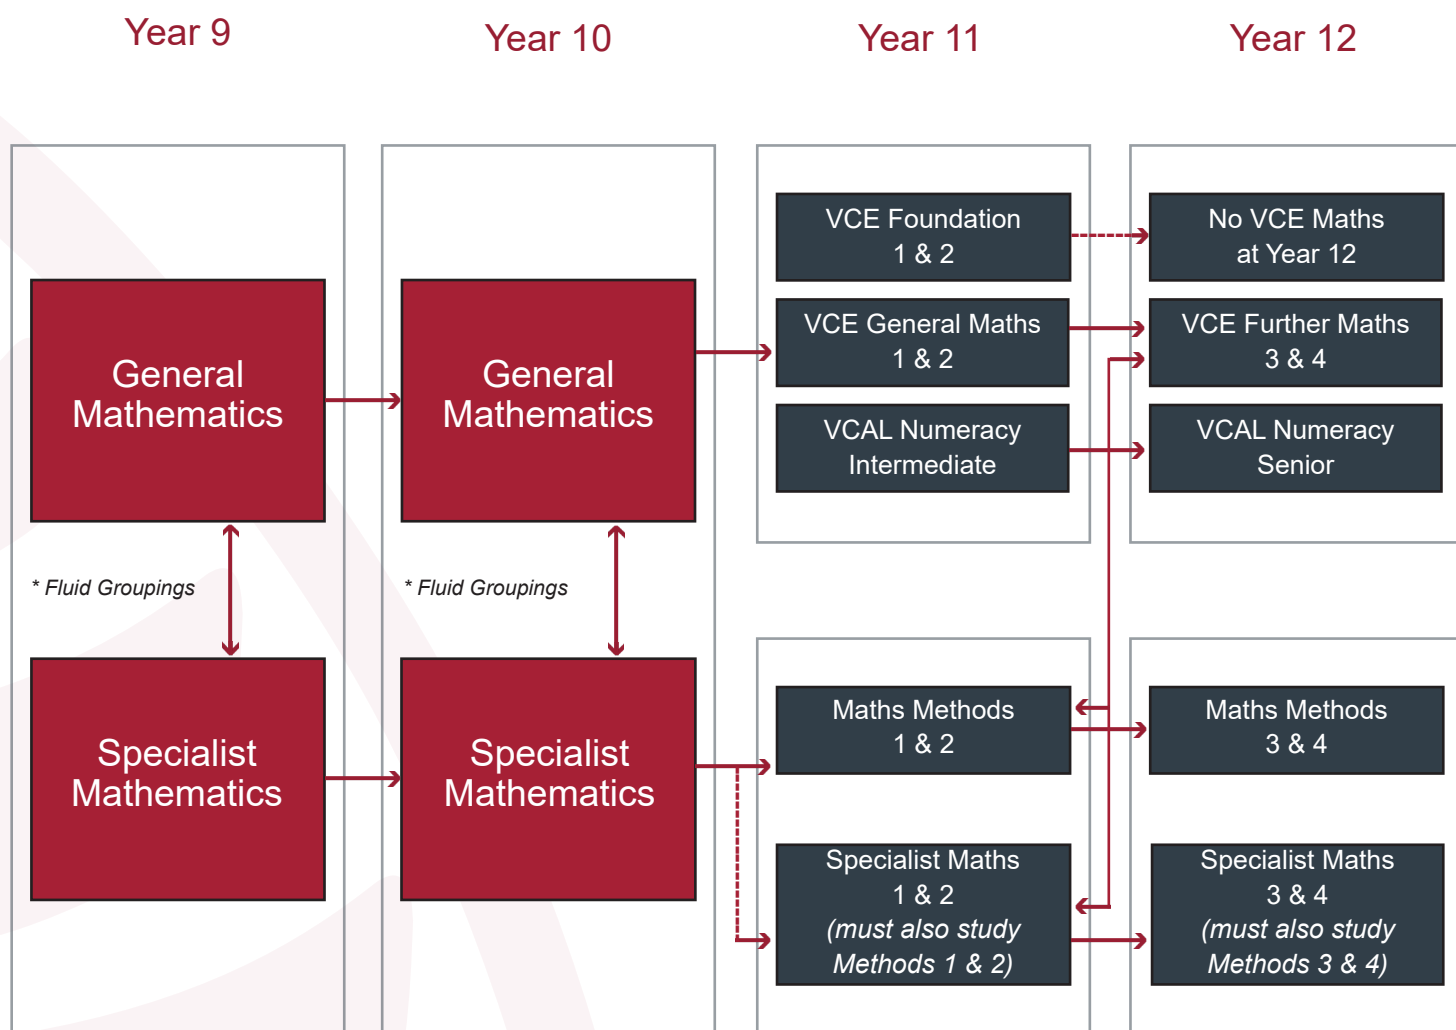 Year 9
Year 10
Year 11
Year 12
General
Mathematics
* Fluid Groupings
Specialist
Mathematics
General
Mathematics
* Fluid Groupings
Specialist
Mathematics
VCE Foundation
1 & 2
VCE General Maths
1 & 2
VCAL Numeracy
Intermediate
Maths Methods
1 & 2
Specialist Maths
1 & 2
(must also study
Methods 1 & 2)
No VCE Maths
at Year 12
VCE Further Maths
3 & 4
VCAL Numeracy
Senior
Maths Methods
3 & 4
Specialist Maths
3 & 4
(must also study
Methods 3 & 4)